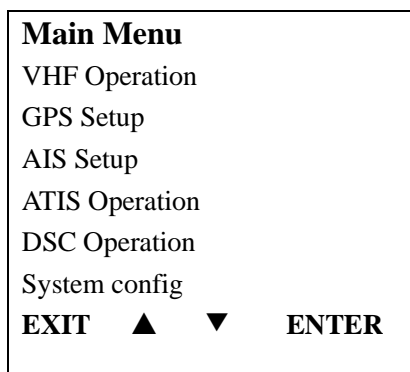 Main Menu
VHF Operation
GPS Setup
AIS Setup
ATIS Operation
DSC Operation
System config
EXIT ▲ ▼ ENTER